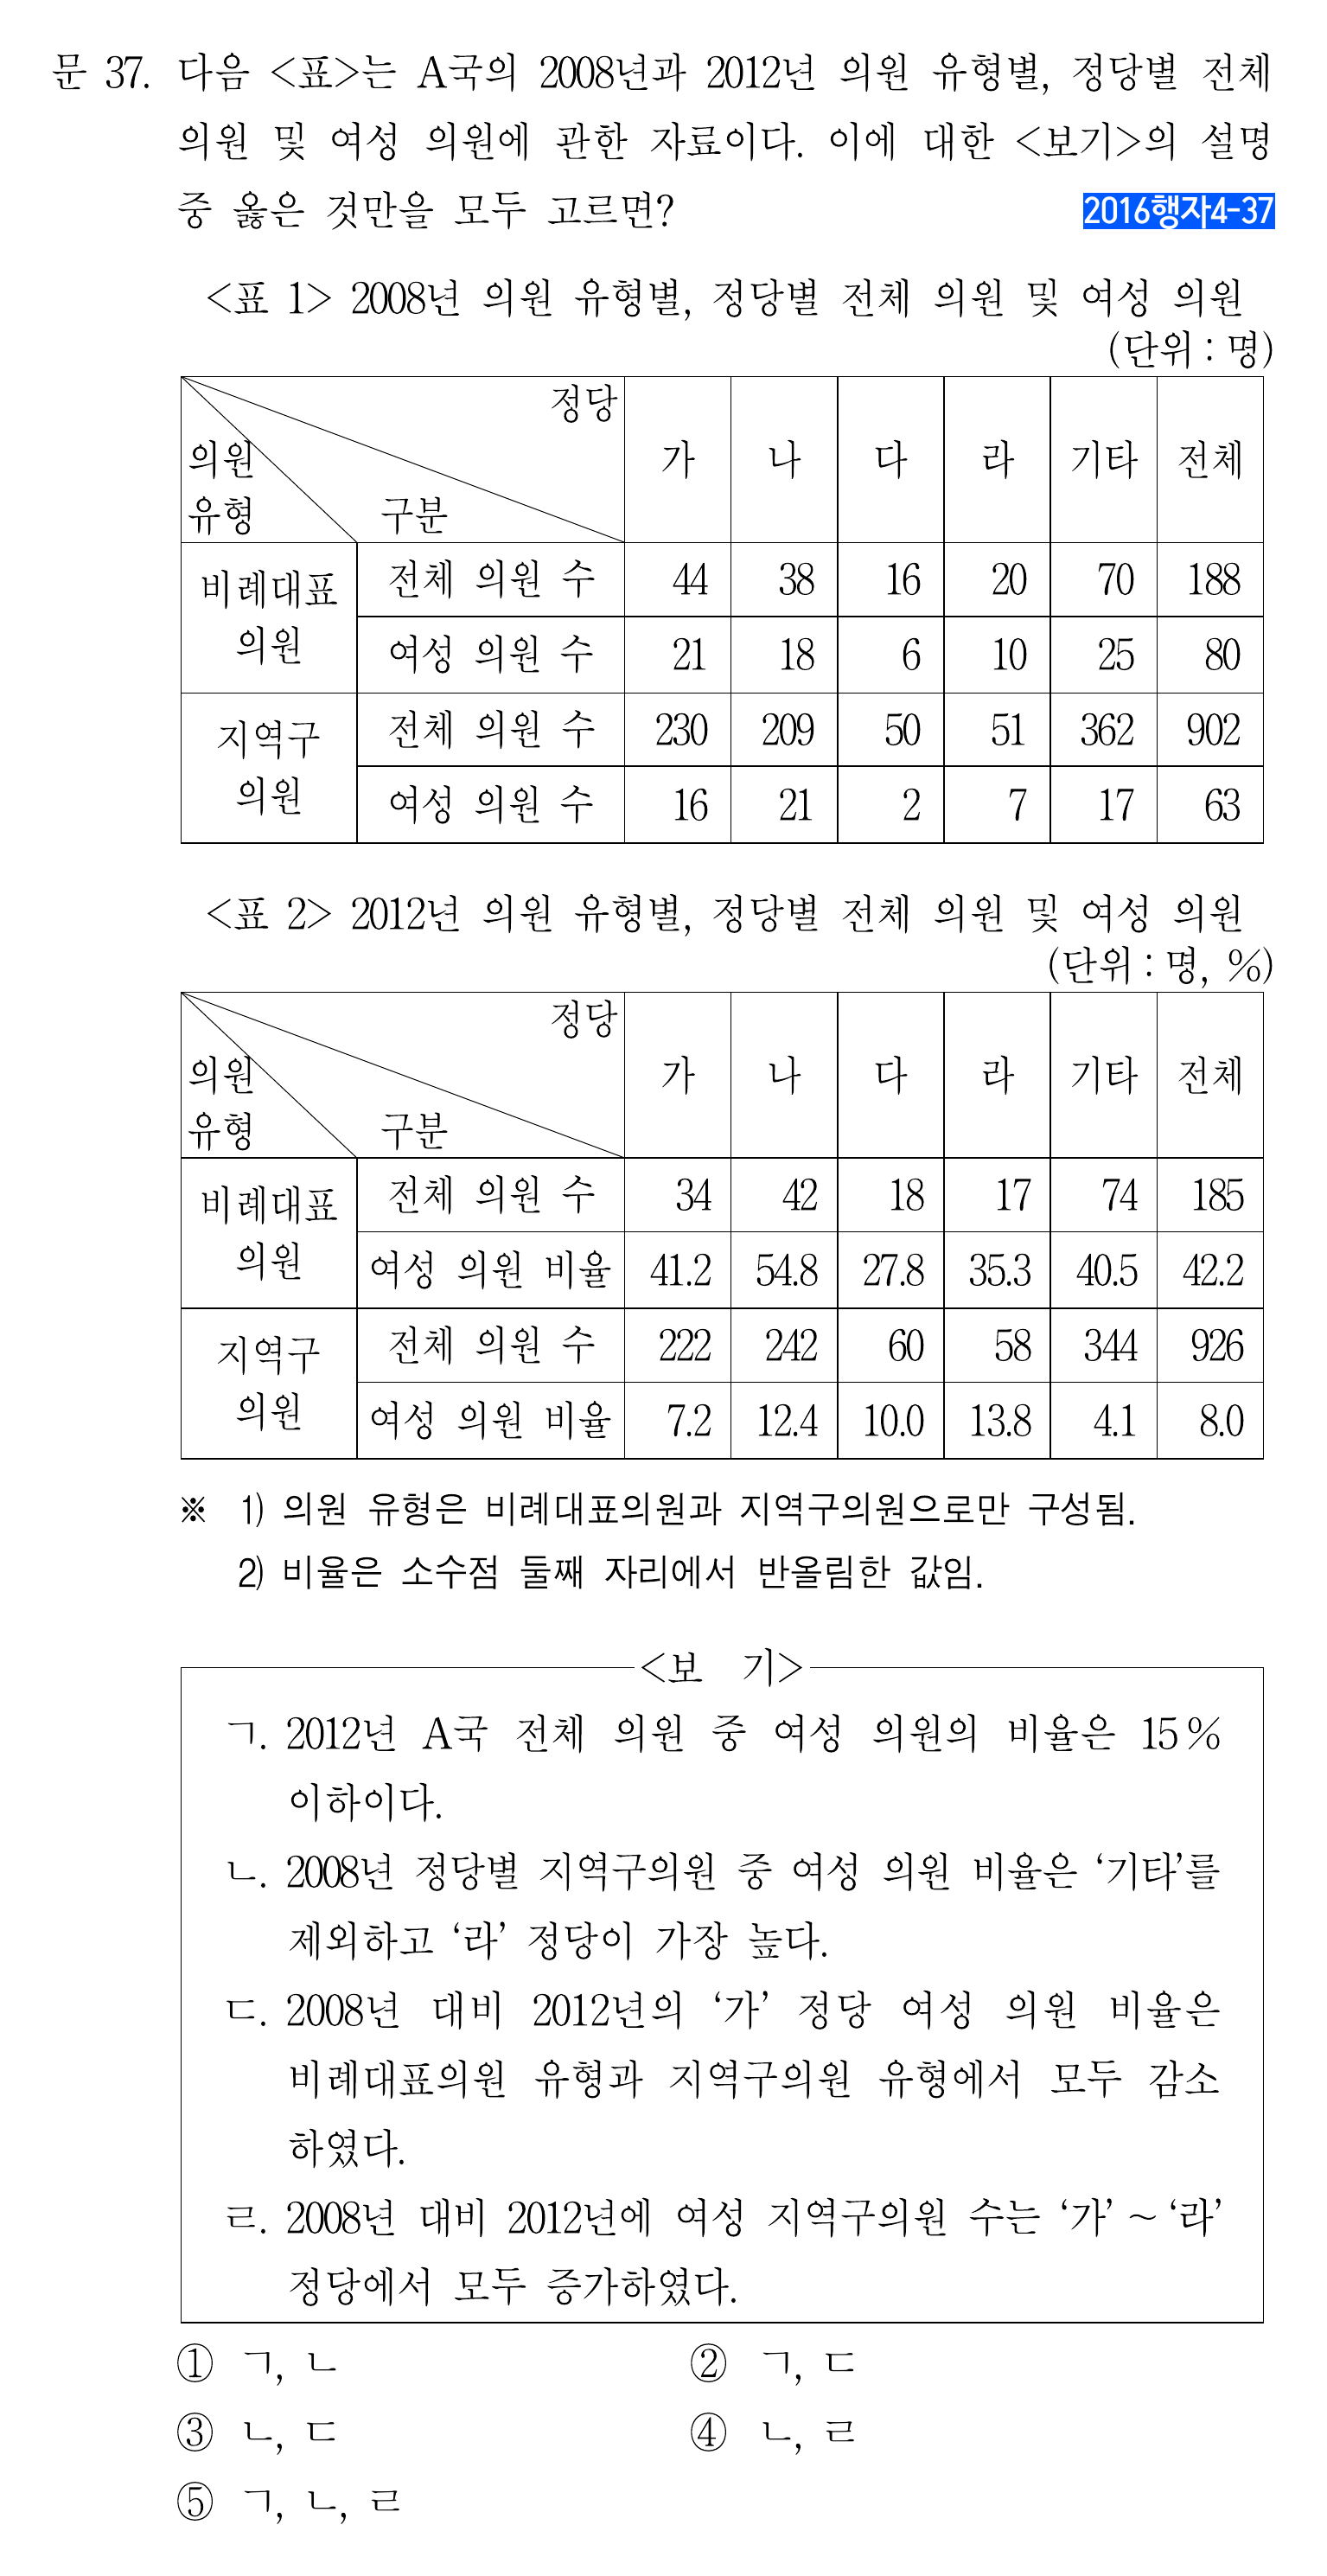 문 37. 다음 <표>는 A국의 2008년과 2012년 의원 유형별, 정당별 전체
의원 및 여성 의원에 관한 자료이다. 이에 대한 <보기>의 설명
중 옳은 것만을 모두 고르면?
2016행자4-37
<표 1> 2008년 의원 유형별, 정당별 전체 의원 및 여성 의원
(단위 : 명)
정당
의원
유형
구분
가 나 다 라 기타 전체
비례대표
의원
전체 의원 수 44 38 16 20 70 188
여성 의원 수 21 18 6 10 25 80
지역구
의원
전체 의원 수 230 209 50 51 362 902
여성 의원 수 16 21 2 7 17 63
<표 2> 2012년 의원 유형별, 정당별 전체 의원 및 여성 의원
(단위 : 명, %)
정당
의원
유형
구분
가 나 다 라 기타 전체
비례대표
의원
전체 의원 수 34 42 18 17 74 185
여성 의원 비율 41.2 54.8 27.8 35.3 40.5 42.2
지역구
의원
전체 의원 수 222 242 60 58 344 926
여성 의원 비율 7.2 12.4 10.0 13.8 4.1 8.0
※ 1) 의원 유형은 비례대표의원과 지역구의원으로만 구성됨.
2) 비율은 소수점 둘째 자리에서 반올림한 값임.
<보 기>
ㄱ. 2012년 A국 전체 의원 중 여성 의원의 비율은 15%
이하이다.
ㄴ. 2008년 정당별 지역구의원 중 여성 의원 비율은 ‘기타’를
제외하고 ‘라’ 정당이 가장 높다.
ㄷ. 2008년 대비 2012년의 ‘가’ 정당 여성 의원 비율은
비례대표의원 유형과 지역구의원 유형에서 모두 감소
하였다.
ㄹ. 2008년 대비 2012년에 여성 지역구의원 수는 ‘가’ ~ ‘라’
정당에서 모두 증가하였다.
① ㄱ, ㄴ
② ㄱ, ㄷ
③ ㄴ, ㄷ
④ ㄴ, ㄹ
⑤ ㄱ, ㄴ, ㄹ